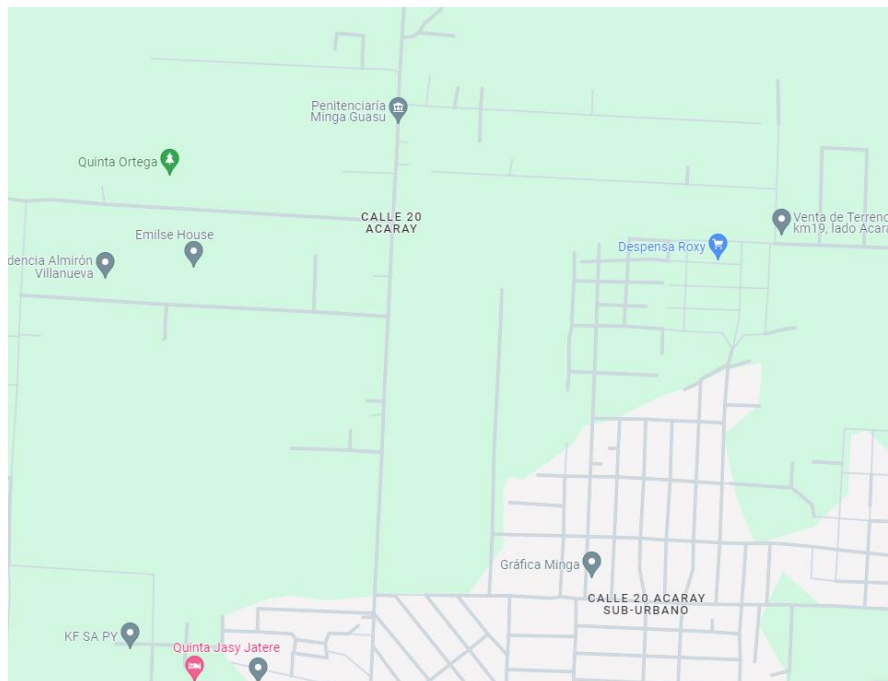 Penitenciaría
Minga Guasu
Quinta Ortega
CALLE 20
ACARAY
Venta de Terreno
km19, lado Acara
Emilse House
Despensa Roxy
dencia Almirón
Villanueva
Gráfica Minga
CALLE 20 ACARAY
SUB-URBANO
KF SA PY
Quinta Jasy Jatere